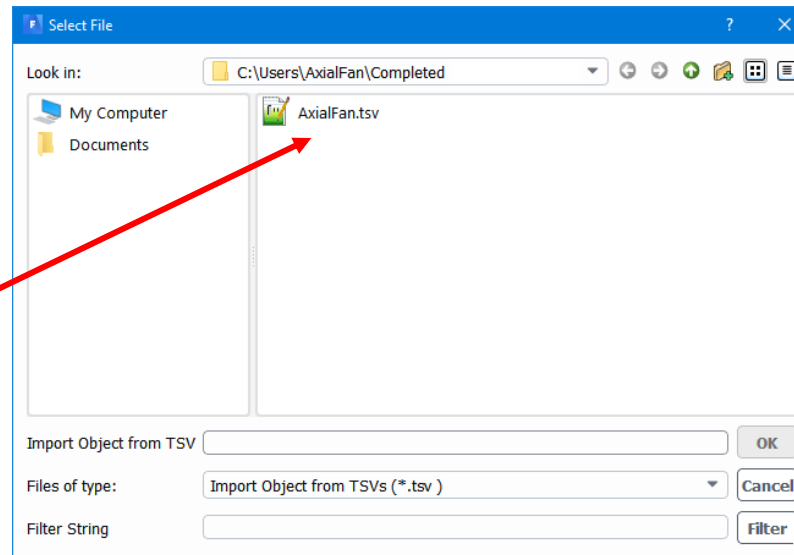 F Select File ? ×
Look in: C:\Users\AxialFan\Completed
My Computer AxialFan.tsv
Documents
Import Object from TSV OK
Files of type: Import Object from TSVs (*.tsv ) Cancel
Filter String Filter